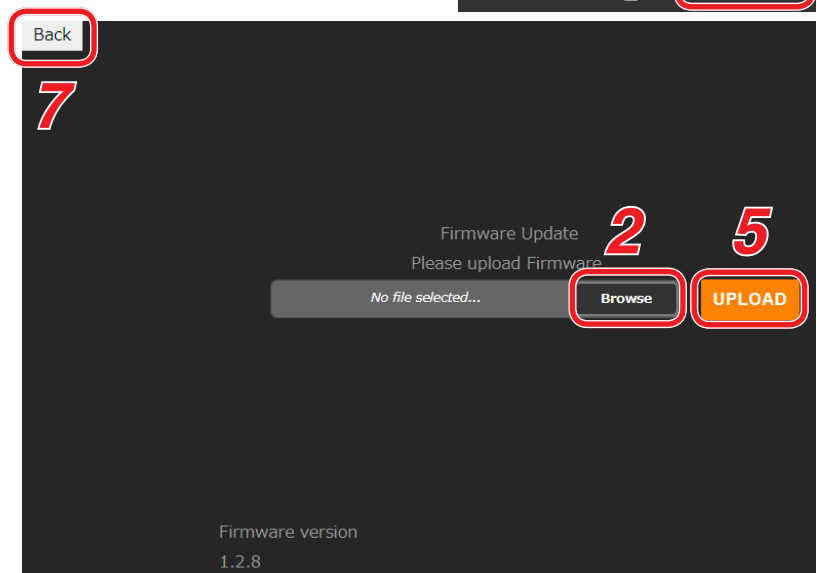 Back
7
Firmware Update
2
5
Please upload Firmware.
No file selected...
Browse
UPLOAD
Firmware version
1.2.8